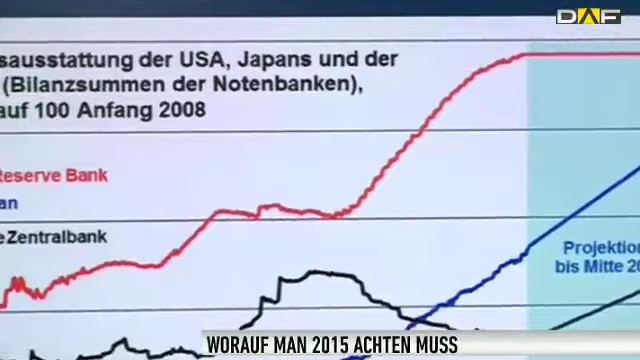 DAF
sausstattung der USA, Japans und der
(Bilanzsummen der Notenbanken),
auf 100 Anfang 2008
Reserve Bank
an
e Zentralbank
Projektion
bis Mitte 20
WORAUF MAN 2015 ACHTEN MUSS